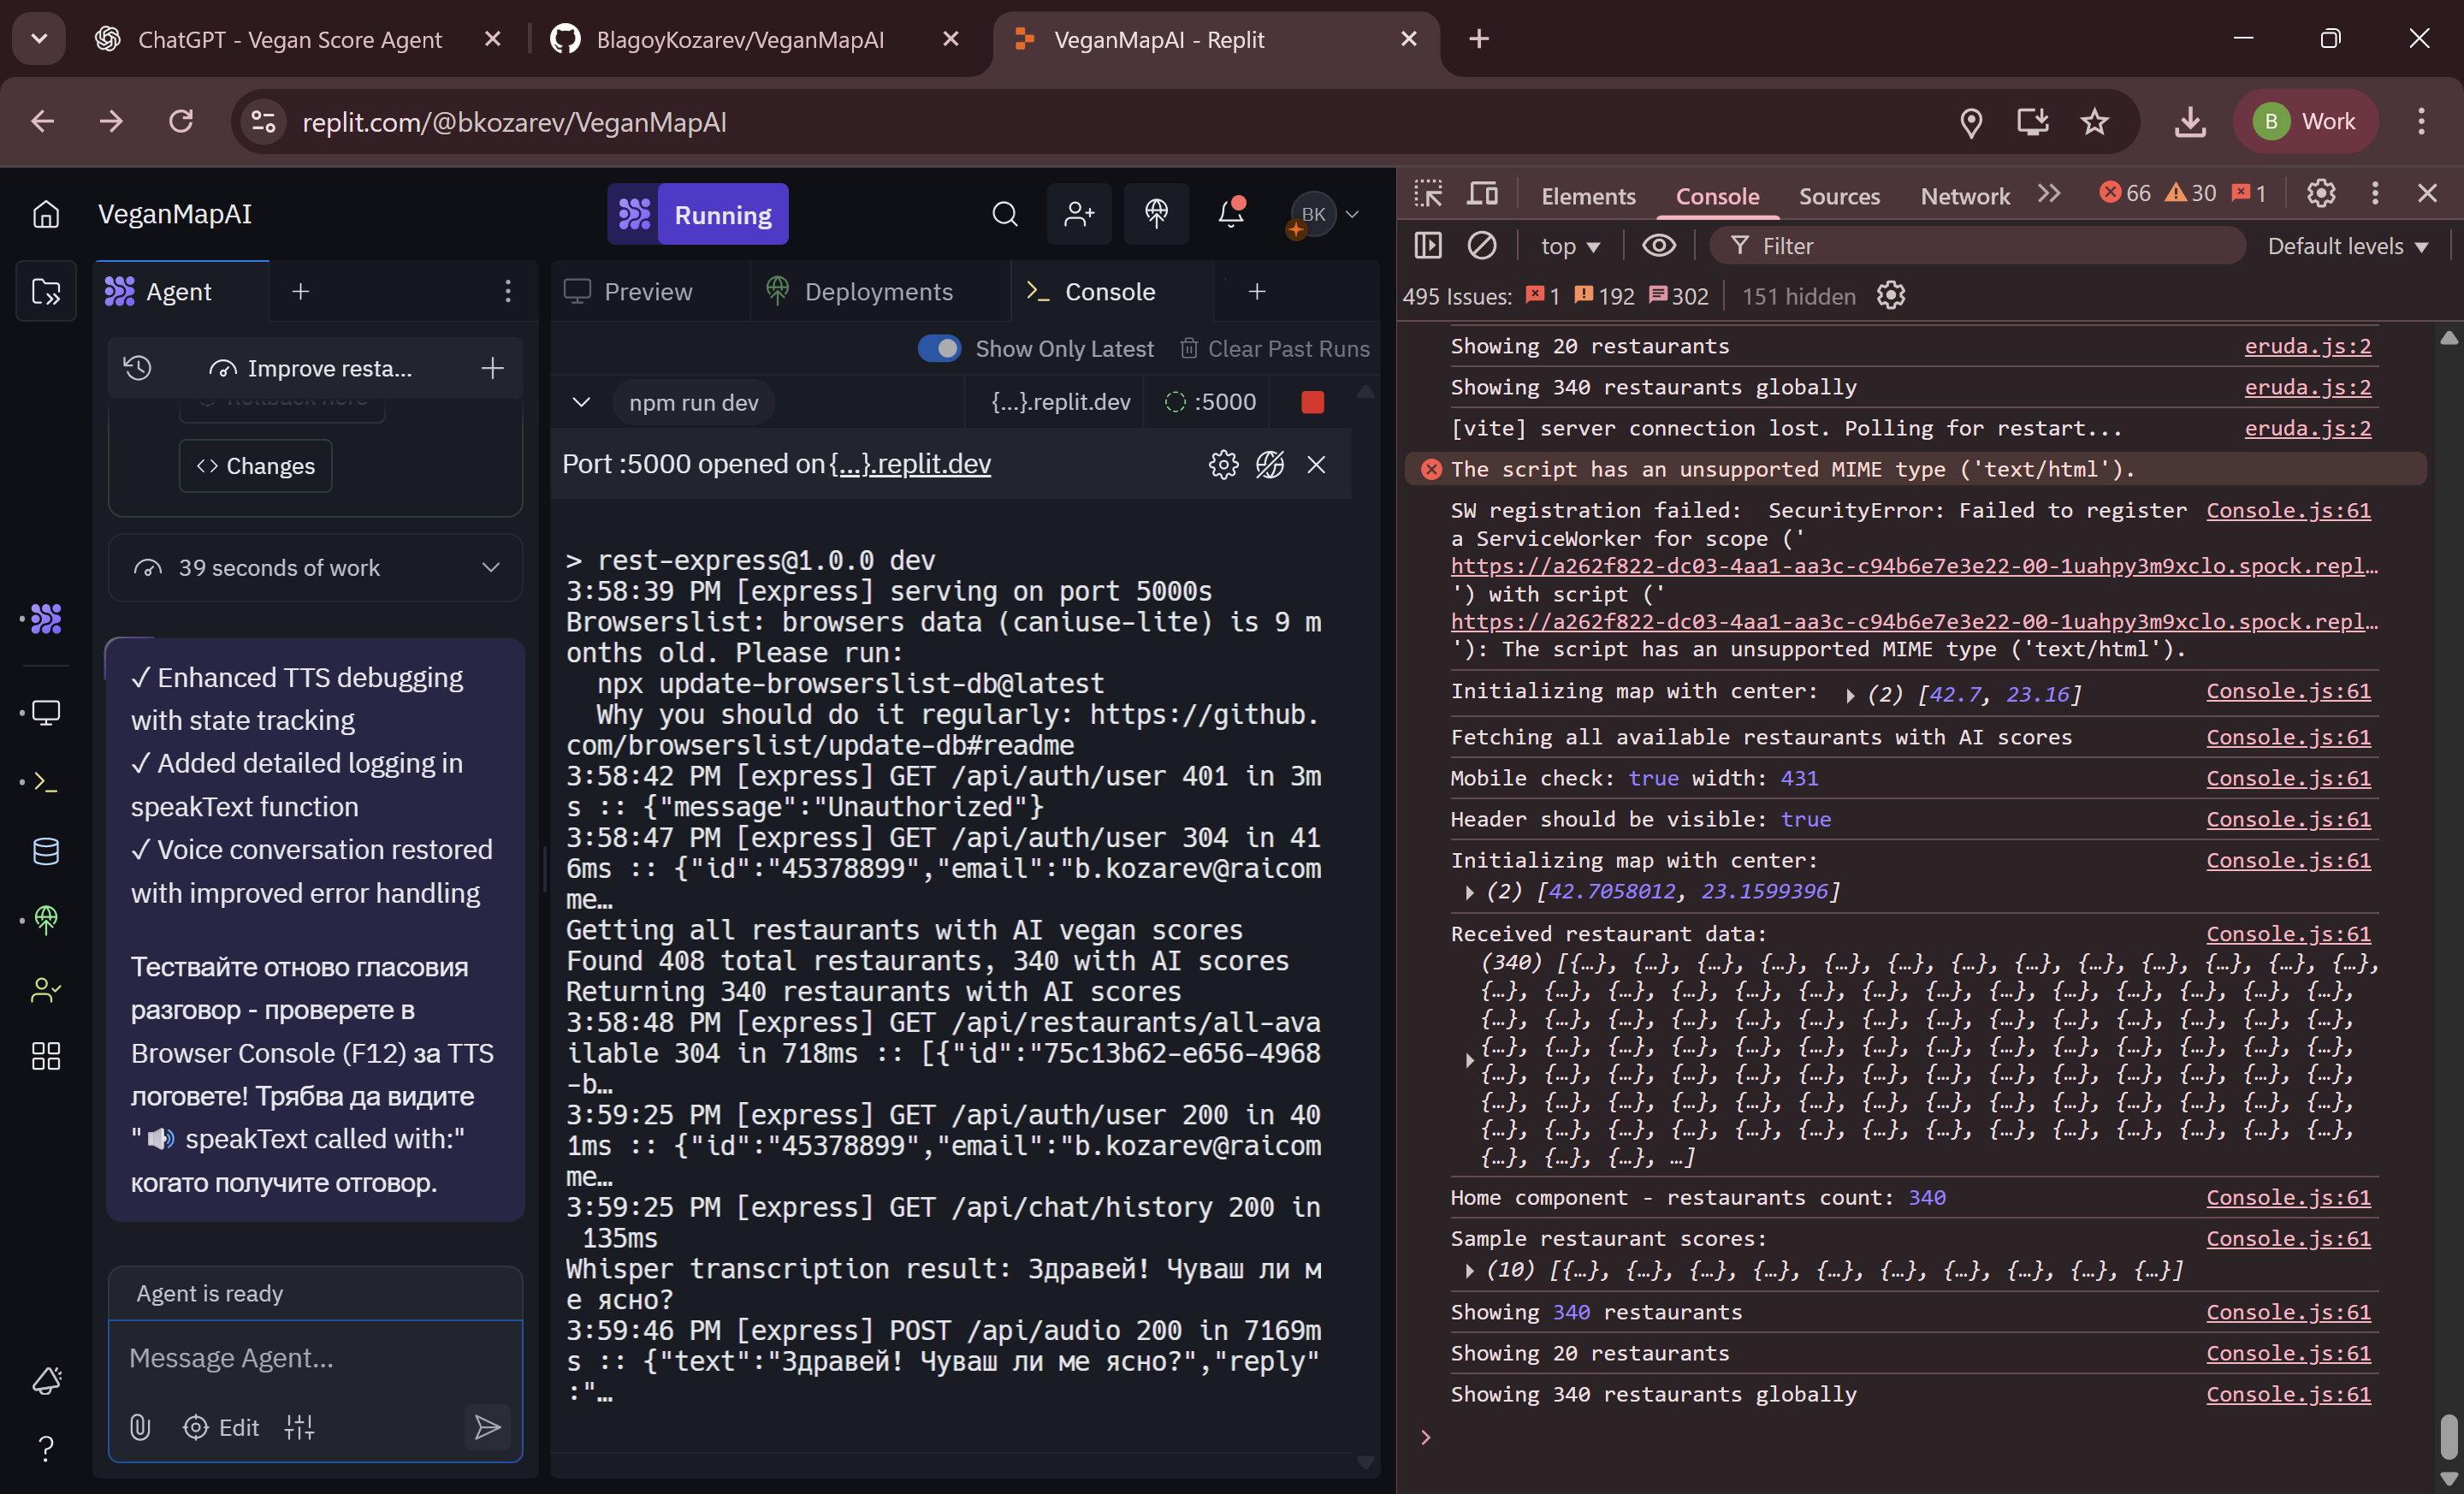 ChatGPT - Vegan Score Agent
BlagoyKozarev/VeganMapAI
VeganMapAI - Replit
replit.com/@bkozarev/VeganMapAI
B Work
VeganMapAI
Running
BK
Agent
Improve resta...
Rollback here
Changes
39 seconds of work
✓ Enhanced TTS debugging
with state tracking
✓ Added detailed logging in
speakText function
✓ Voice conversation restored
with improved error handling
Тествайте отново гласовия
разговор - проверете в
Browser Console (F12) за TTS
логовете! Трябва да видите
"🔊 speakText called with:"
когато получите отговор.
Agent is ready
Message Agent...
Edit
Preview
Deployments
Console
Show Only Latest
Clear Past Runs
npm run dev
{...}.replit.dev
:5000
Port :5000 opened on {...}.replit.dev
> rest-express@1.0.0 dev
3:58:39 PM [express] serving on port 5000s
Browserslist: browsers data (caniuse-lite) is 9 m
onths old. Please run:
npx update-browserslist-db@latest
Why you should do it regularly: https://github.
com/browserslist/update-db#readme
3:58:42 PM [express] GET /api/auth/user 401 in 3m
s :: {"message":"Unauthorized"}
3:58:47 PM [express] GET /api/auth/user 304 in 41
6ms :: {"id":"45378899","email":"b.kozarev@raicom
me…
Getting all restaurants with AI vegan scores
Found 408 total restaurants, 340 with AI scores
Returning 340 restaurants with AI scores
3:58:48 PM [express] GET /api/restaurants/all-ava
ilable 304 in 718ms :: [{"id":"75c13b62-e656-4968
-b…
3:59:25 PM [express] GET /api/auth/user 200 in 40
1ms :: {"id":"45378899","email":"b.kozarev@raicom
me…
3:59:25 PM [express] GET /api/chat/history 200 in
135ms
Whisper transcription result: Здравей! Чуваш ли м
е ясно?
3:59:46 PM [express] POST /api/audio 200 in 7169m
s :: {"text":"Здравей! Чуваш ли ме ясно?","reply"
:"…
Elements
Console
Sources
Network
66
30
1
top
Filter
Default levels
495 Issues: 1 192 302
151 hidden
Showing 20 restaurants eruda.js:2
Showing 340 restaurants globally eruda.js:2
[vite] server connection lost. Polling for restart... eruda.js:2
The script has an unsupported MIME type ('text/html').
SW registration failed: SecurityError: Failed to register Console.js:61
a ServiceWorker for scope ('
https://a262f822-dc03-4aa1-aa3c-c94b6e7e3e22-00-1uahpy3m9xclo.spock.repl…
') with script ('
https://a262f822-dc03-4aa1-aa3c-c94b6e7e3e22-00-1uahpy3m9xclo.spock.repl…
'): The script has an unsupported MIME type ('text/html').
Initializing map with center: (2) [42.7, 23.16] Console.js:61
Fetching all available restaurants with AI scores Console.js:61
Mobile check: true width: 431 Console.js:61
Header should be visible: true Console.js:61
Initializing map with center: Console.js:61
(2) [42.7058012, 23.1599396]
Received restaurant data: Console.js:61
(340) [{…}, {…}, {…}, {…}, {…}, {…}, {…}, {…}, {…}, {…}, {…}, {…}, {…},
{…}, {…}, {…}, {…}, {…}, {…}, {…}, {…}, {…}, {…}, {…}, {…}, {…}, {…},
{…}, {…}, {…}, {…}, {…}, {…}, {…}, {…}, {…}, {…}, {…}, {…}, {…}, {…},
{…}, {…}, {…}, {…}, {…}, {…}, {…}, {…}, {…}, {…}, {…}, {…}, {…}, {…},
{…}, {…}, {…}, {…}, {…}, {…}, {…}, {…}, {…}, {…}, {…}, {…}, {…}, {…},
{…}, {…}, {…}, {…}, {…}, {…}, {…}, {…}, {…}, {…}, {…}, {…}, {…}, {…},
{…}, {…}, {…}, {…}, {…}, {…}, {…}, {…}, {…}, {…}, {…}, {…}, {…}, {…},
{…}, {…}, {…}, …]
Home component - restaurants count: 340 Console.js:61
Sample restaurant scores: Console.js:61
(10) [{…}, {…}, {…}, {…}, {…}, {…}, {…}, {…}, {…}, {…}]
Showing 340 restaurants Console.js:61
Showing 20 restaurants Console.js:61
Showing 340 restaurants globally Console.js:61